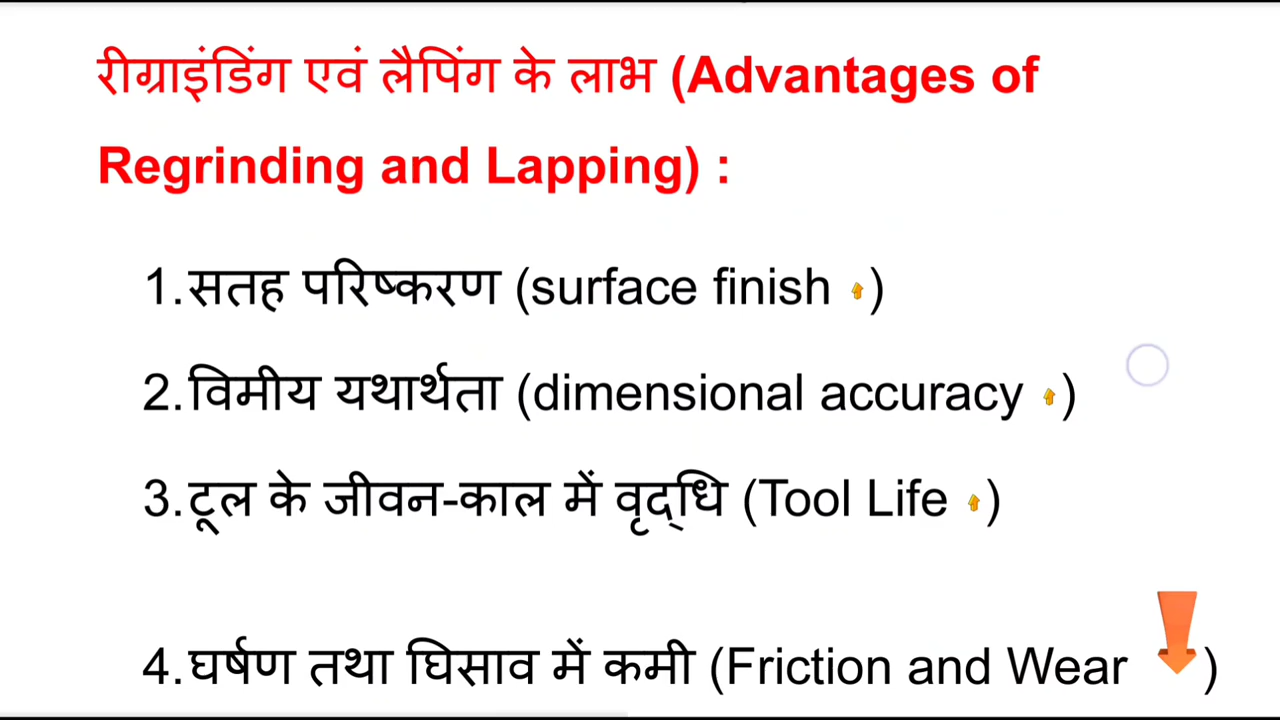 रीग्राइंडिंग एवं लैपिंग के लाभ (Advantages of
Regrinding and Lapping) :
1.सतह परिष्करण (surface finish ⬆)
2.विमीय यथार्थता (dimensional accuracy ⬆)
3.टूल के जीवन-काल में वृद्‌धि (Tool Life ⬆)
4.घर्षण तथा घिसाव में कमी (Friction and Wear ⬇)